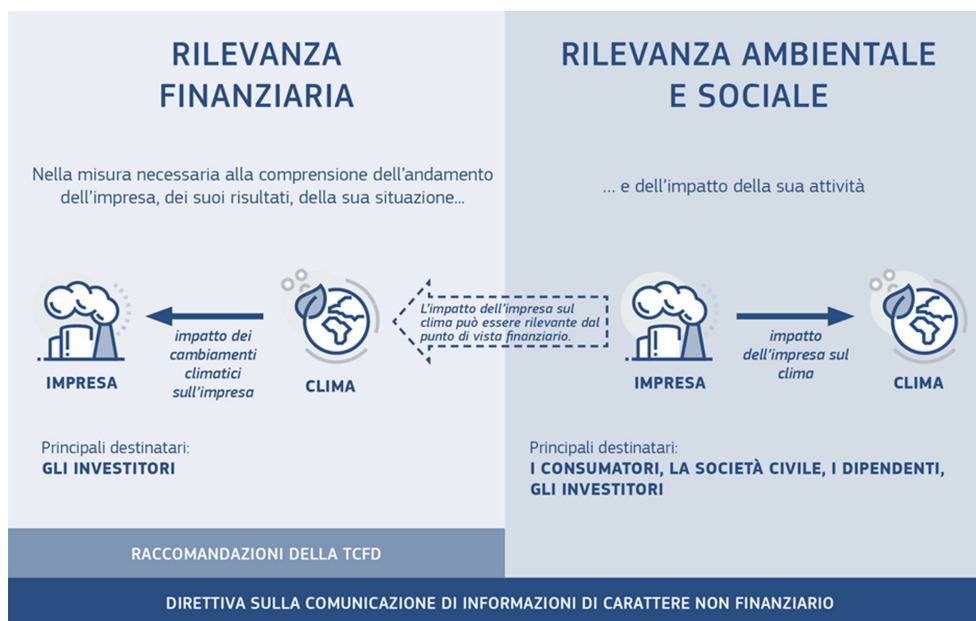 RILEVANZA
FINANZIARIA
Nella misura necessaria alla comprensione dell'andamento
dell'impresa, dei suoi risultati, della sua situazione...
IMPRESA
impatto dei
cambiamenti
climatici
sull'impresa
CLIMA
Principali destinatari:
GLI INVESTITORI
L'impatto dell'impresa sul
clima può essere rilevante dal
punto di vista finanziario.
RILEVANZA AMBIENTALE
E SOCIALE
... e dell'impatto della sua attività
IMPRESA
impatto
dell'impresa sul
clima
CLIMA
Principali destinatari:
I CONSUMATORI, LA SOCIETÀ CIVILE, I DIPENDENTI,
GLI INVESTITORI
RACCOMANDAZIONI DELLA TCFD
DIRETTIVA SULLA COMUNICAZIONE DI INFORMAZIONI DI CARATTERE NON FINANZIARIO